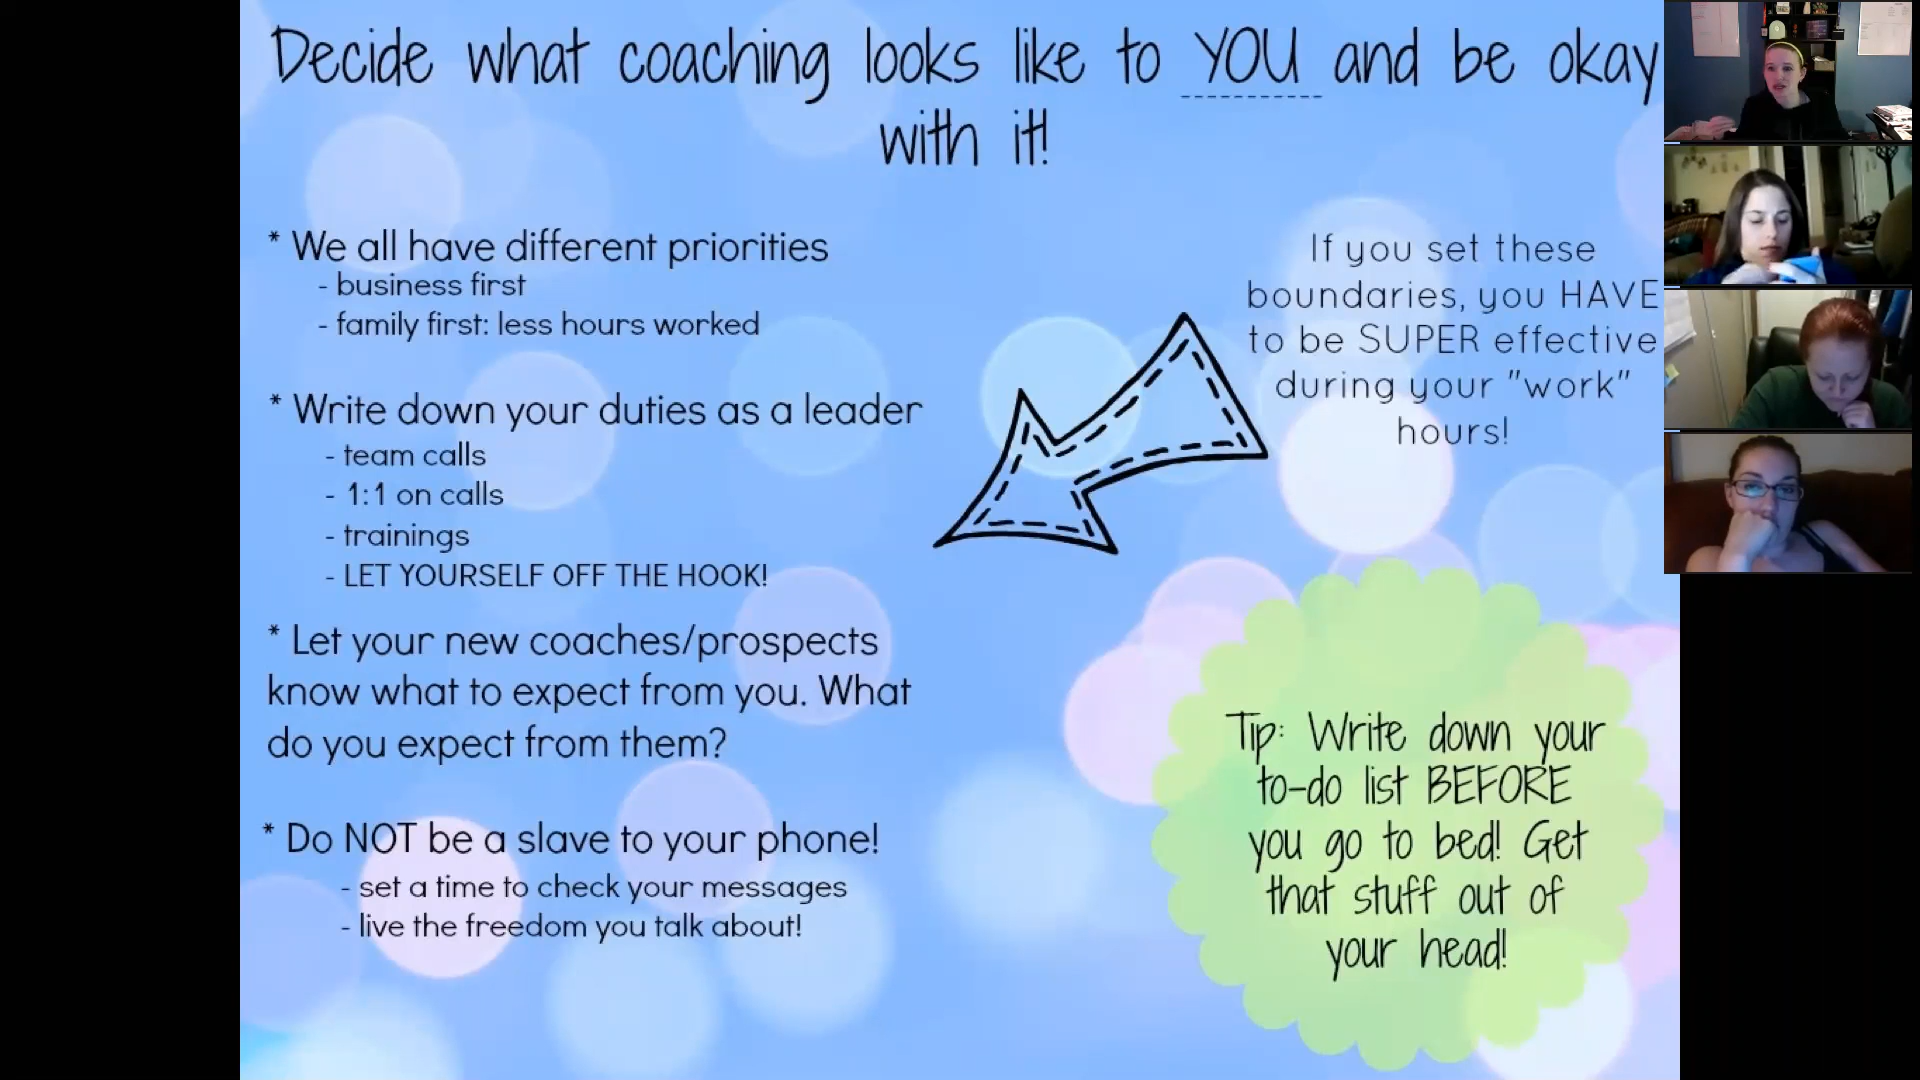 Decide what coaching looks like to YOU and be okay
with it!
* We all have different priorities
- business first
- family first: less hours worked
* Write down your duties as a leader
- team calls
- 1:1 on calls
- trainings
- LET YOURSELF OFF THE HOOK!
* Let your new coaches/prospects
know what to expect from you. What
do you expect from them?
* Do NOT be a slave to your phone!
- set a time to check your messages
- live the freedom you talk about!
If you set these
boundaries, you HAVE
to be SUPER effective
during your "work"
hours!
Tip: Write down your
to-do list BEFORE
you go to bed! Get
that stuff out of
your head!